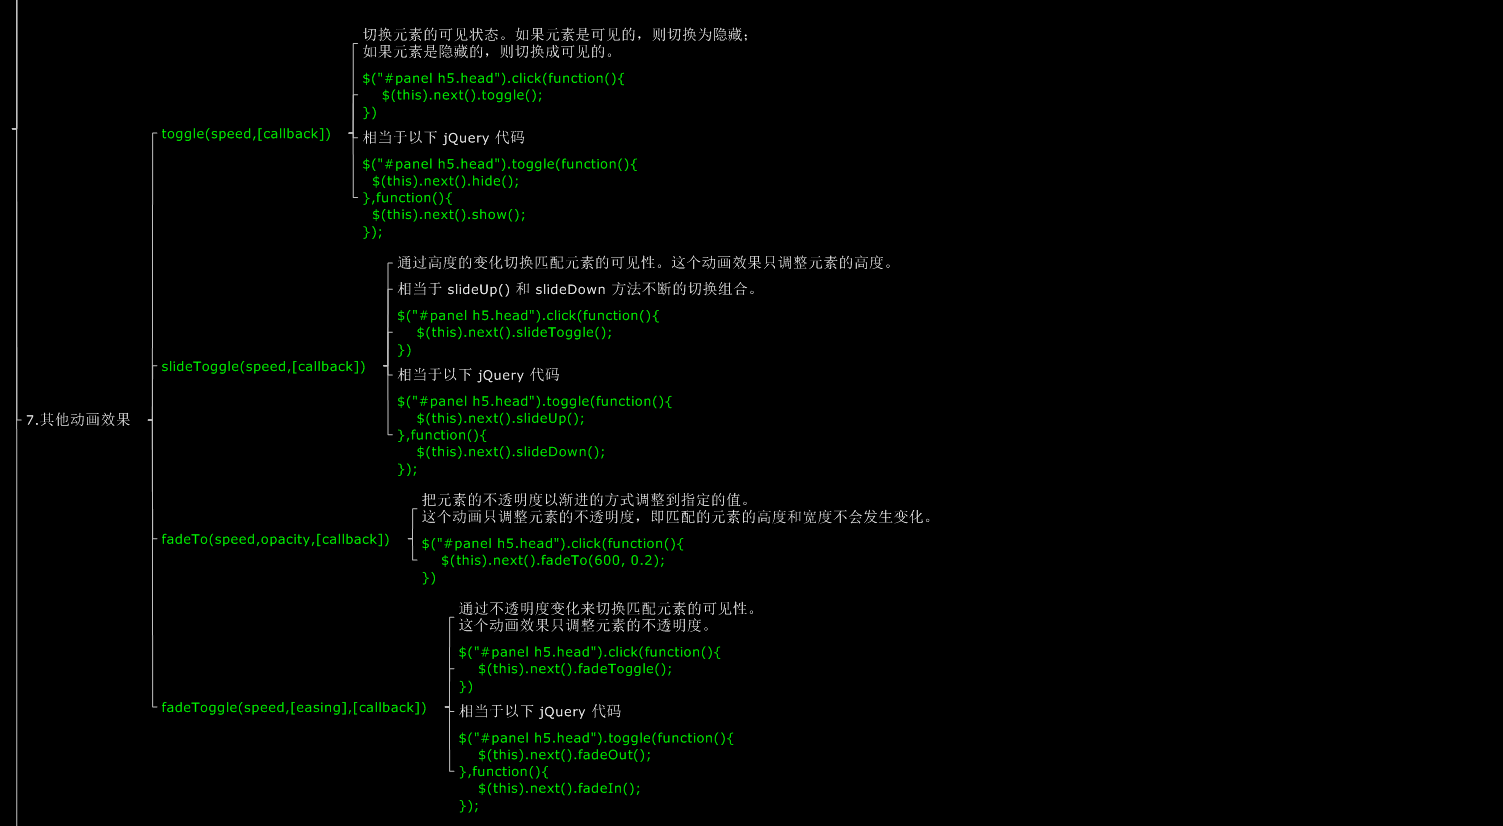 7.其他动画效果
toggle(speed,[callback])
切换元素的可见状态。如果元素是可见的，则切换为隐藏；
如果元素是隐藏的，则切换成可见的。
$("#panel h5.head").click(function(){
$(this).next().toggle();
})
相当于以下 jQuery 代码
$("#panel h5.head").toggle(function(){
$(this).next().hide();
},function(){
$(this).next().show();
});
slideToggle(speed,[callback])
通过高度的变化切换匹配元素的可见性。这个动画效果只调整元素的高度。
相当于 slideUp() 和 slideDown 方法不断的切换组合。
$("#panel h5.head").click(function(){
$(this).next().slideToggle();
})
相当于以下 jQuery 代码
$("#panel h5.head").toggle(function(){
$(this).next().slideUp();
},function(){
$(this).next().slideDown();
});
fadeTo(speed,opacity,[callback])
把元素的不透明度以渐进的方式调整到指定的值。
这个动画只调整元素的不透明度，即匹配的元素的高度和宽度不会发生变化。
$("#panel h5.head").click(function(){
$(this).next().fadeTo(600, 0.2);
})
fadeToggle(speed,[easing],[callback])
通过不透明度变化来切换匹配元素的可见性。
这个动画效果只调整元素的不透明度。
$("#panel h5.head").click(function(){
$(this).next().fadeToggle();
})
相当于以下 jQuery 代码
$("#panel h5.head").toggle(function(){
$(this).next().fadeOut();
},function(){
$(this).next().fadeIn();
});